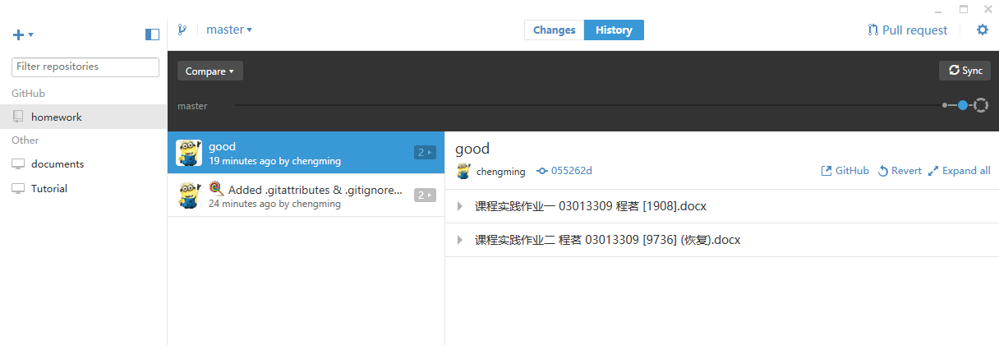 master
Changes
History
Pull request
Filter repositories
GitHub
homework
Other
documents
Tutorial
Compare
Sync
master
good
19 minutes ago by chengming
2
Added .gitattributes & .gitignore...
24 minutes ago by chengming
2
good
chengming
055262d
GitHub
Revert
Expand all
课程实践作业一 03013309 程茗 [1908].docx
课程实践作业二 程茗 03013309 [9736] (恢复).docx